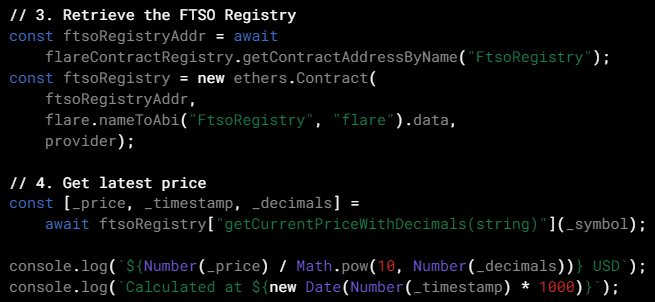 // 3. Retrieve the FTSO Registry
const ftsoRegistryAddr = await
    flareContractRegistry.getContractAddressByName("FtsoRegistry");
const ftsoRegistry = new ethers.Contract(
    ftsoRegistryAddr,
    flare.nameToAbi("FtsoRegistry", "flare").data,
    provider);

// 4. Get latest price
const [_price, _timestamp, _decimals] =
    await ftsoRegistry["getCurrentPriceWithDecimals(string)"](_symbol);

console.log(`${Number(_price) / Math.pow(10, Number(_decimals))} USD`);
console.log(`Calculated at ${new Date(Number(_timestamp) * 1000)}`);